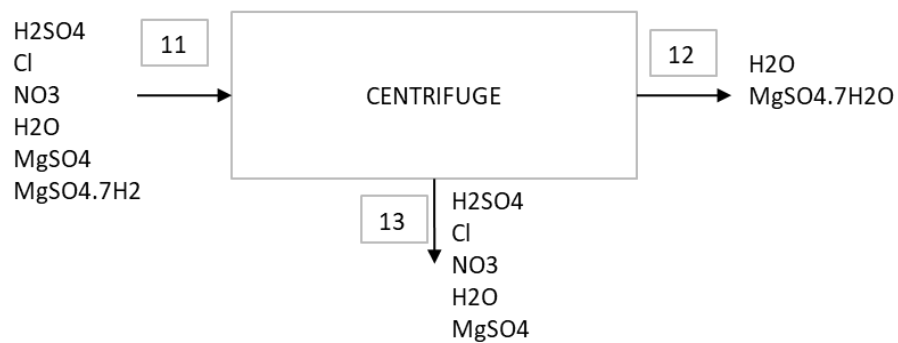 H2SO4
Cl
NO3
H2O
MgSO4
MgSO4.7H2
11
CENTRIFUGE
12
H2O
MgSO4.7H2O
13
H2SO4
Cl
NO3
H2O
MgSO4